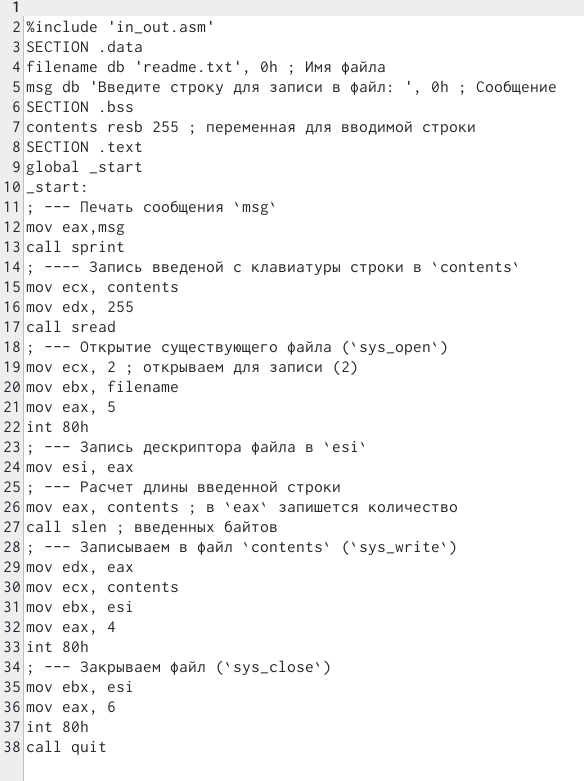 1
2 %include 'in_out.asm'
3 SECTION .data
4 filename db 'readme.txt', 0h ; Имя файла
5 msg db 'Введите строку для записи в файл: ', 0h ; Сообщение
6 SECTION .bss
7 contents resb 255 ; переменная для вводимой строки
8 SECTION .text
9 global _start
10 _start:
11 ; --- Печать сообщения `msg`
12 mov eax,msg
13 call sprint
14 ; ---- Запись введеной с клавиатуры строки в `contents`
15 mov ecx, contents
16 mov edx, 255
17 call sread
18 ; --- Открытие существующего файла (`sys_open`)
19 mov ecx, 2 ; открываем для записи (2)
20 mov ebx, filename
21 mov eax, 5
22 int 80h
23 ; --- Запись дескриптора файла в `esi`
24 mov esi, eax
25 ; --- Расчет длины введенной строки
26 mov eax, contents ; в `eax` запишется количество
27 call slen ; введенных байтов
28 ; --- Записываем в файл `contents` (`sys_write`)
29 mov edx, eax
30 mov ecx, contents
31 mov ebx, esi
32 mov eax, 4
33 int 80h
34 ; --- Закрываем файл (`sys_close`)
35 mov ebx, esi
36 mov eax, 6
37 int 80h
38 call quit